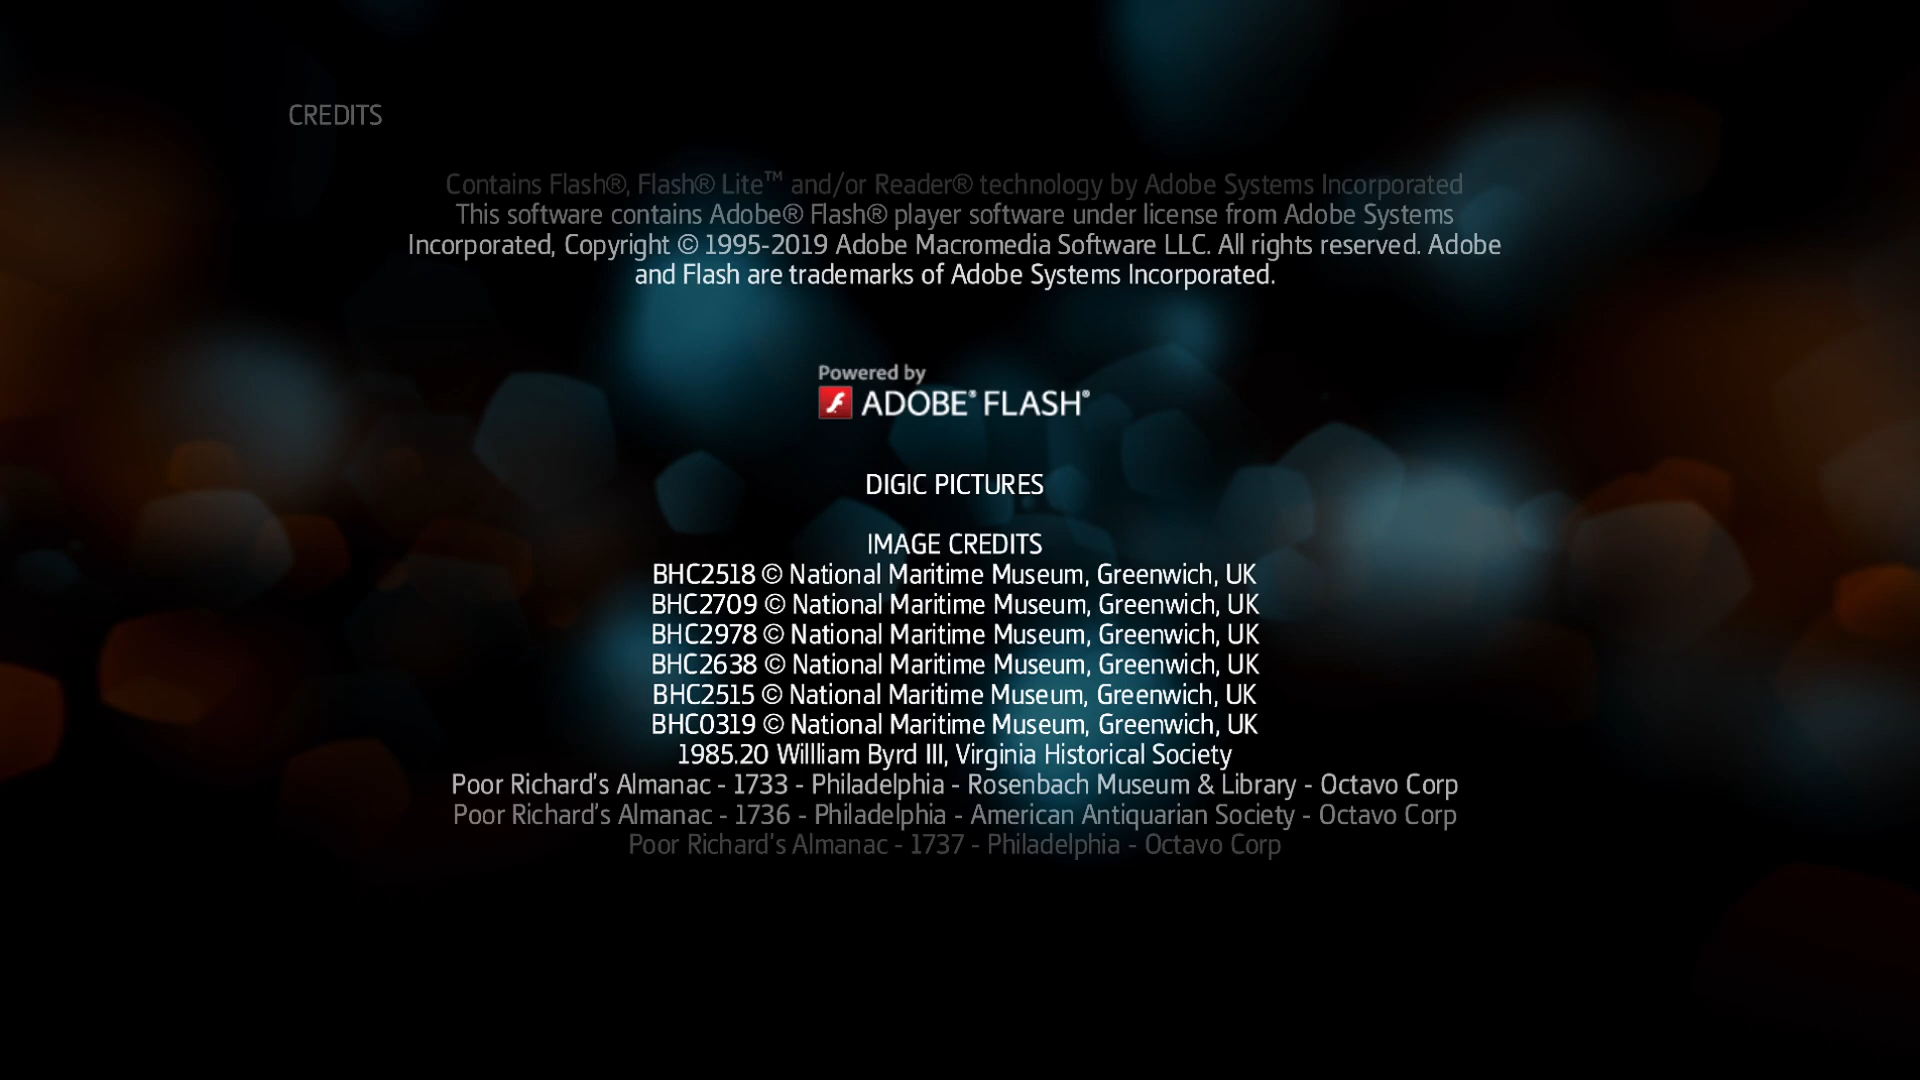 CREDITS
Contains Flash®, Flash® Lite™ and/or Reader® technology by Adobe Systems Incorporated
This software contains Adobe® Flash® player software under license from Adobe Systems
Incorporated, Copyright © 1995-2019 Adobe Macromedia Software LLC. All rights reserved. Adobe
and Flash are trademarks of Adobe Systems Incorporated.
Powered by
ADOBE® FLASH®
DIGIC PICTURES
IMAGE CREDITS
BHC2518 © National Maritime Museum, Greenwich, UK
BHC2709 © National Maritime Museum, Greenwich, UK
BHC2978 © National Maritime Museum, Greenwich, UK
BHC2638 © National Maritime Museum, Greenwich, UK
BHC2515 © National Maritime Museum, Greenwich, UK
BHC0319 © National Maritime Museum, Greenwich, UK
1985.20 Willliam Byrd III, Virginia Historical Society
Poor Richard's Almanac - 1733 - Philadelphia - Rosenbach Museum & Library - Octavo Corp
Poor Richard's Almanac - 1736 - Philadelphia - American Antiquarian Society - Octavo Corp
Poor Richard's Almanac - 1737 - Philadelphia - Octavo Corp